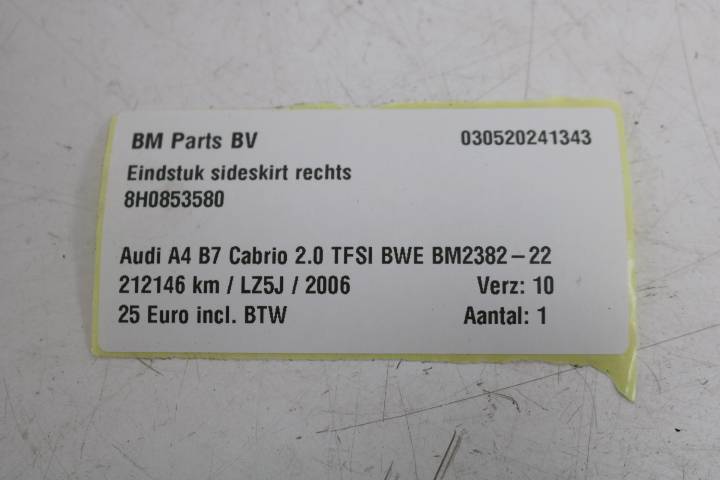 BM Parts BV 030520241343
Eindstuk sideskirt rechts
8H0853580
Audi A4 B7 Cabrio 2.0 TFSI BWE BM2382-22
212146 km / LZ5J / 2006 Verz: 10
25 Euro incl. BTW Aantal: 1